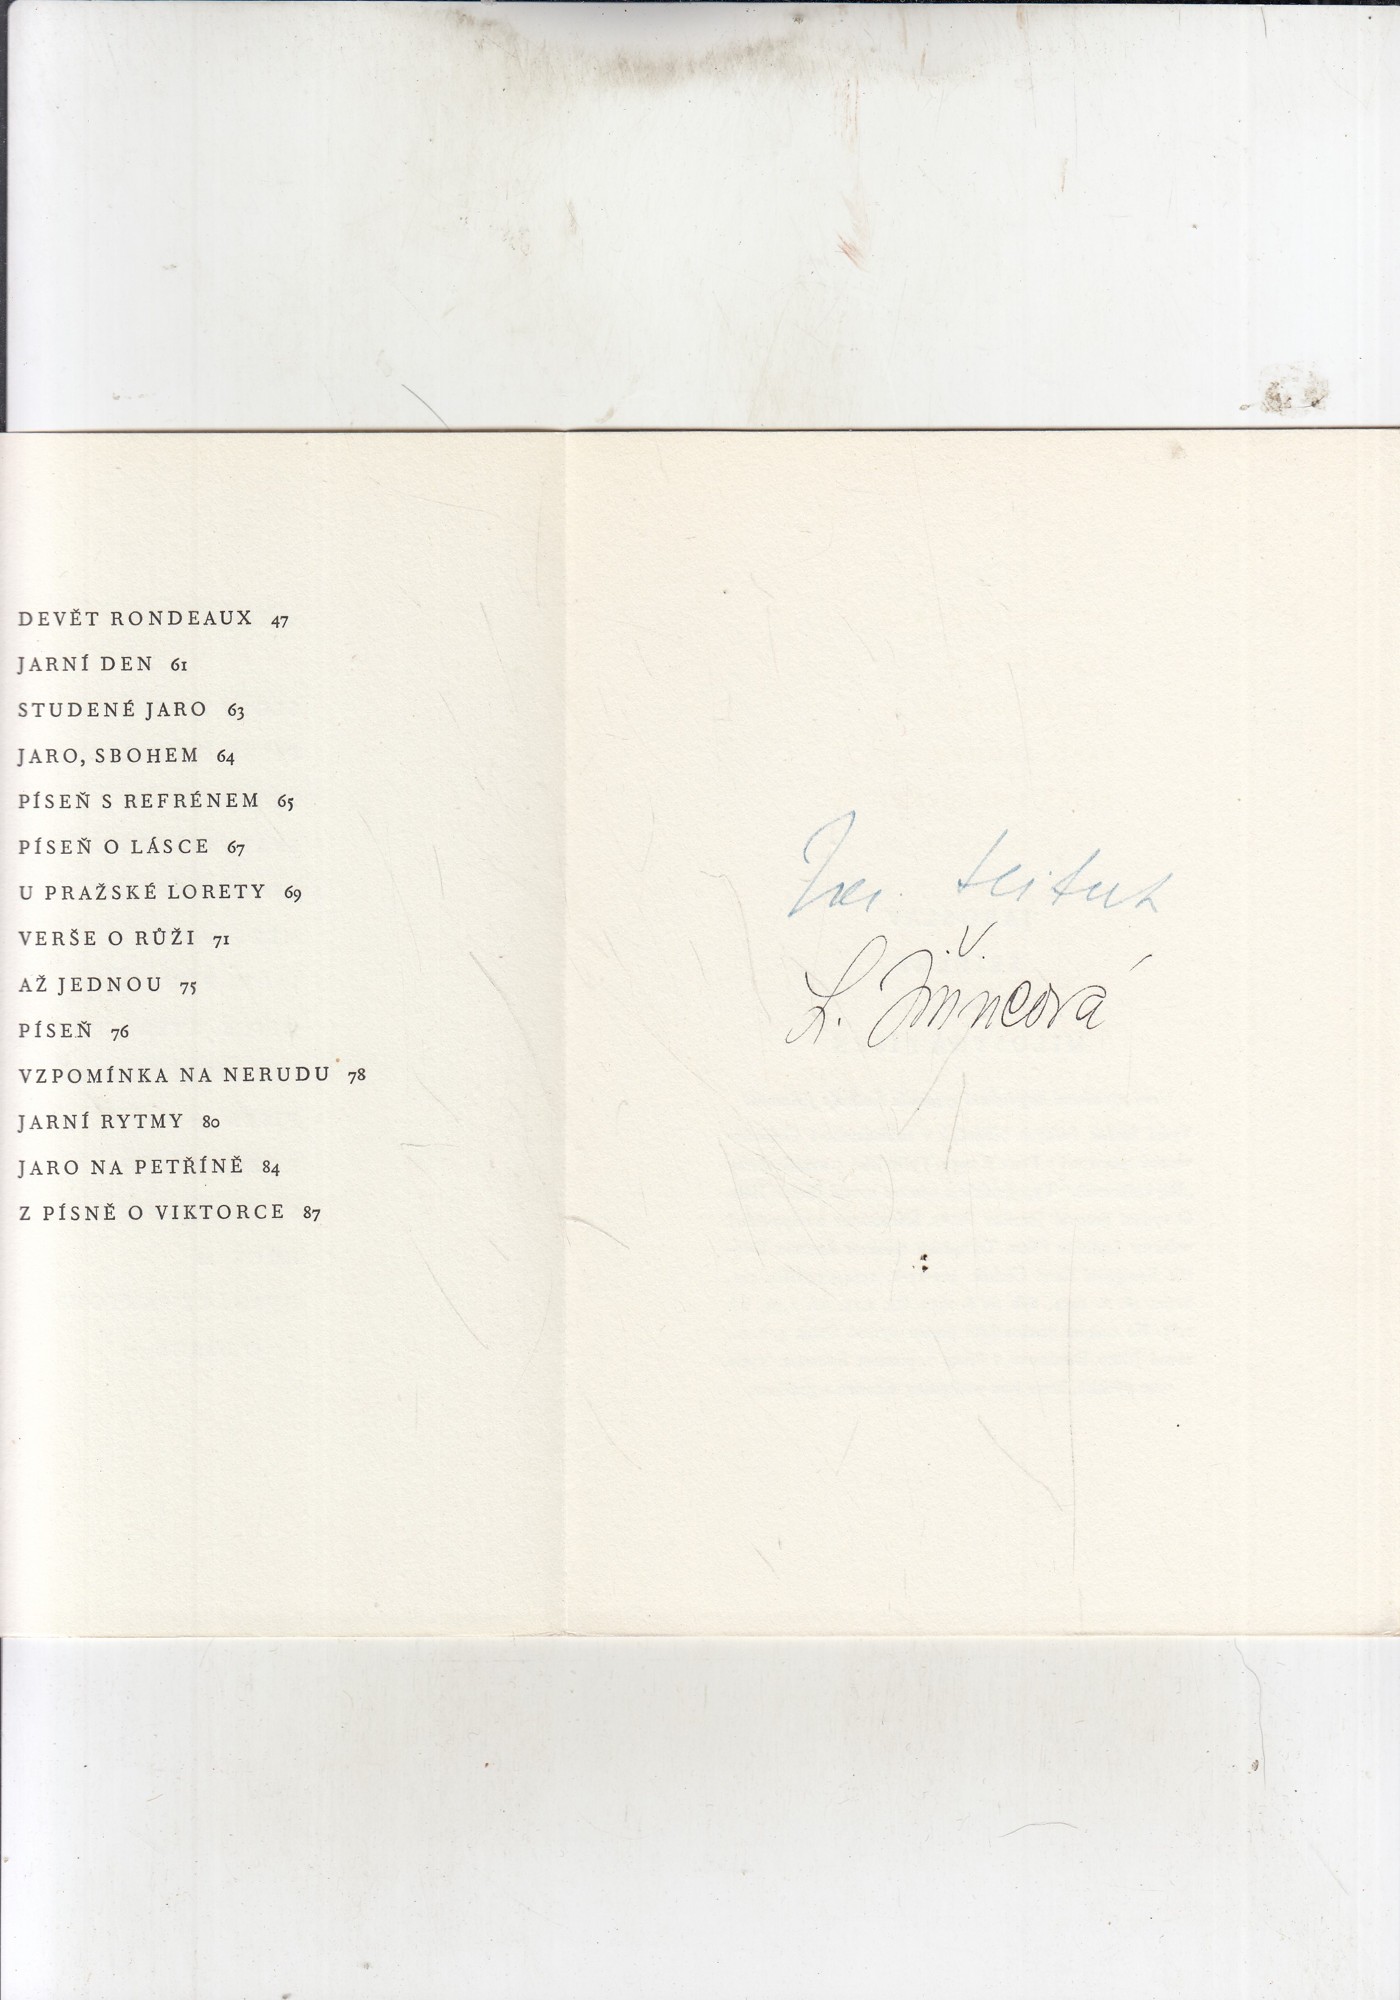 DEVĚT RONDEAUX 47
JARNÍ DEN 61
STUDENÉ JARO 63
JARO, SBOHEM 64
PÍSEŇ S REFRÉNEM 65
PÍSEŇ O LÁSCE 67
U PRAŽSKÉ LORETY 69
VERŠE O RŮŽI 71
AŽ JEDNOU 75
PÍSEŇ 76
VZPOMÍNKA NA NERUDU 78
JARNÍ RYTMY 80
JARO NA PETŘÍNĚ 84
Z PÍSNĚ O VIKTORCE 87
L. Jiřincová